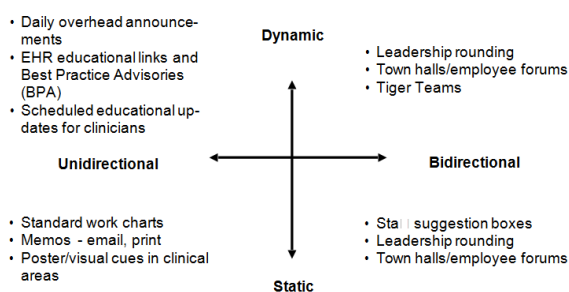 • Daily overhead announce-
ments
• EHR educational links and
Best Practice Advisories
(BPA)
• Scheduled educational up-
dates for clinicians
Dynamic
• Leadership rounding
• Town halls/employee forums
• Tiger Teams
Unidirectional
Bidirectional
• Standard work charts
• Memos - email, print
• Poster/visual cues in clinical
areas
• suggestion boxes
• Leadership rounding
• Town halls/employee forums
Static